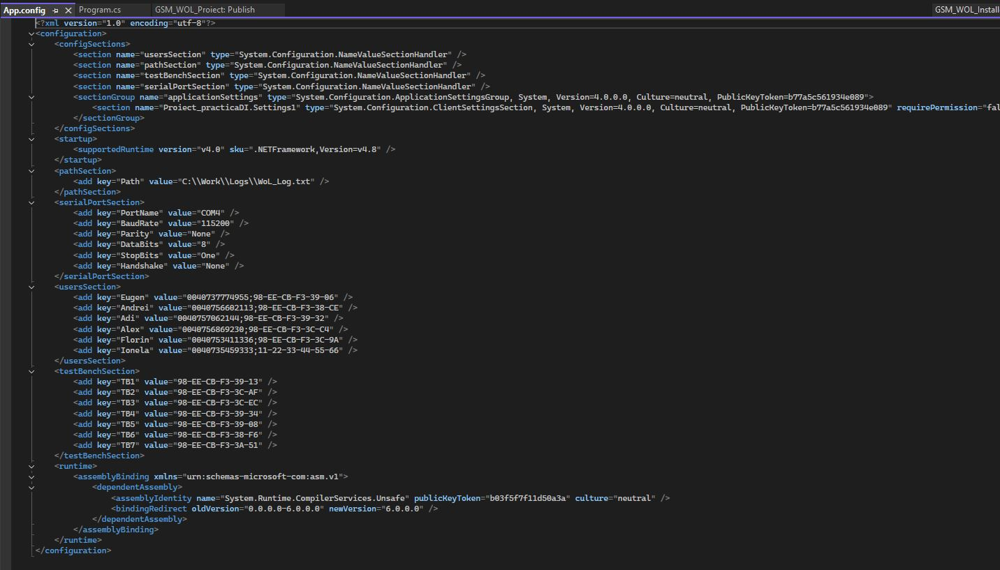 App.config
Program.cs
GSM_WOL_Proiect: Publish
GSM_WOL_Install
<?xml version="1.0" encoding="utf-8"?>
<configuration>
<configSections>
<section name="usersSection" type="System.Configuration.NameValueSectionHandler" />
<section name="pathSection" type="System.Configuration.NameValueSectionHandler" />
<section name="testBenchSection" type="System.Configuration.NameValueSectionHandler" />
<section name="serialPortSection" type="System.Configuration.NameValueSectionHandler" />
<sectionGroup name="applicationSettings" type="System.Configuration.ApplicationSettingsGroup, System, Version=4.0.0.0, Culture=neutral, PublicKeyToken=b77a5c561934e089">
<section name="Proiect_practicaDI.Settings1" type="System.Configuration.ClientSettingsSection, System, Version=4.0.0.0, Culture=neutral, PublicKeyToken=b77a5c561934e089" requirePermission="fal
</sectionGroup>
</configSections>
<startup>
<supportedRuntime version="v4.0" sku=".NETFramework,Version=v4.8" />
</startup>
<pathSection>
<add key="Path" value="C:\\Work\\Logs\\WoL_Log.txt" />
</pathSection>
<serialPortSection>
<add key="PortName" value="COM4" />
<add key="BaudRate" value="115200" />
<add key="Parity" value="None" />
<add key="DataBits" value="8" />
<add key="StopBits" value="One" />
<add key="Handshake" value="None" />
</serialPortSection>
<usersSection>
<add key="Eugen" value="0040737774955;98-EE-CB-F3-39-06" />
<add key="Andrei" value="0040756602113;98-EE-CB-F3-38-CE" />
<add key="Adi" value="0040757062144;98-EE-CB-F3-39-32" />
<add key="Alex" value="0040756869230;98-EE-CB-F3-3C-C4" />
<add key="Florin" value="0040753411336;98-EE-CB-F3-3C-9A" />
<add key="Ionela" value="0040735459333;11-22-33-44-55-66" />
</usersSection>
<testBenchSection>
<add key="TB1" value="98-EE-CB-F3-39-13" />
<add key="TB2" value="98-EE-CB-F3-3C-AF" />
<add key="TB3" value="98-EE-CB-F3-3C-EC" />
<add key="TB4" value="98-EE-CB-F3-39-34" />
<add key="TB5" value="98-EE-CB-F3-39-08" />
<add key="TB6" value="98-EE-CB-F3-38-F6" />
<add key="TB7" value="98-EE-CB-F3-3A-51" />
</testBenchSection>
<runtime>
<assemblyBinding xmlns="urn:schemas-microsoft-com:asm.v1">
<dependentAssembly>
<assemblyIdentity name="System.Runtime.CompilerServices.Unsafe" publicKeyToken="b03f5f7f11d50a3a" culture="neutral" />
<bindingRedirect oldVersion="0.0.0.0-6.0.0.0" newVersion="6.0.0.0" />
</dependentAssembly>
</assemblyBinding>
</runtime>
</configuration>